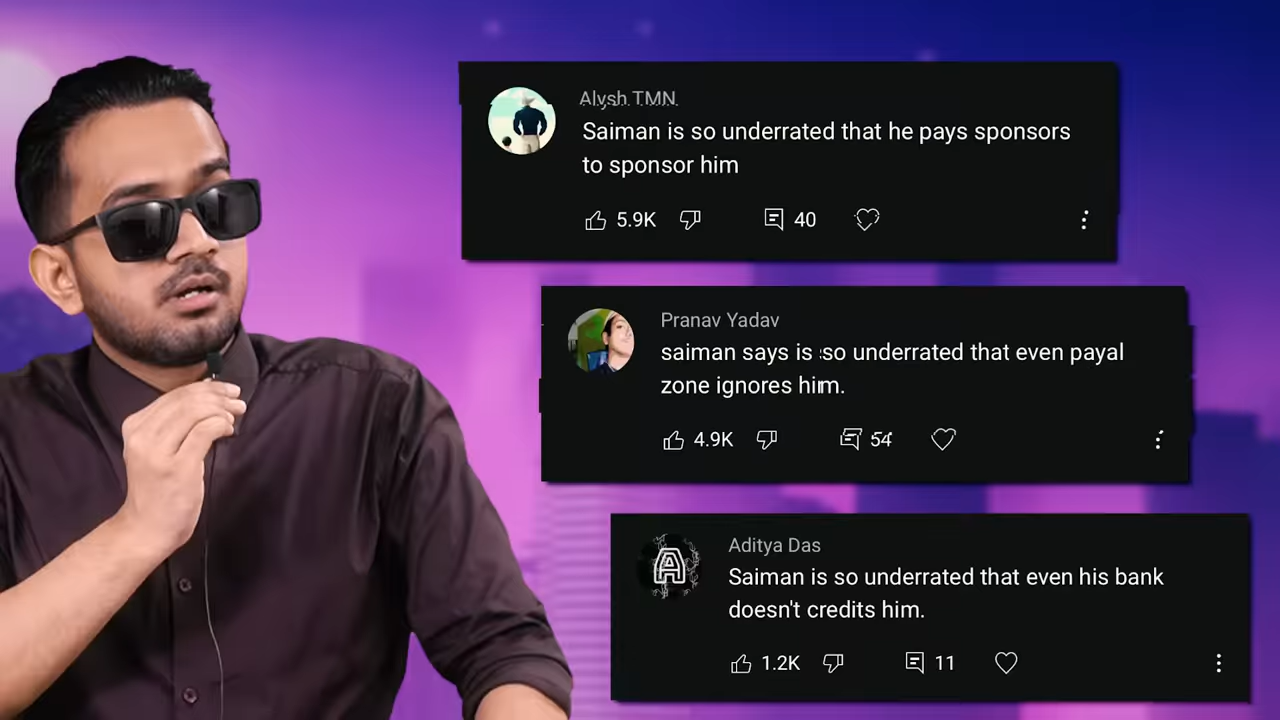 Alysh.TMN.
Saiman is so underrated that he pays sponsors
to sponsor him
5.9K 40
Pranav Yadav
saiman says is so underrated that even payal
zone ignores him.
4.9K 54
Aditya Das
A
Saiman is so underrated that even his bank
doesn't credits him.
1.2K 11